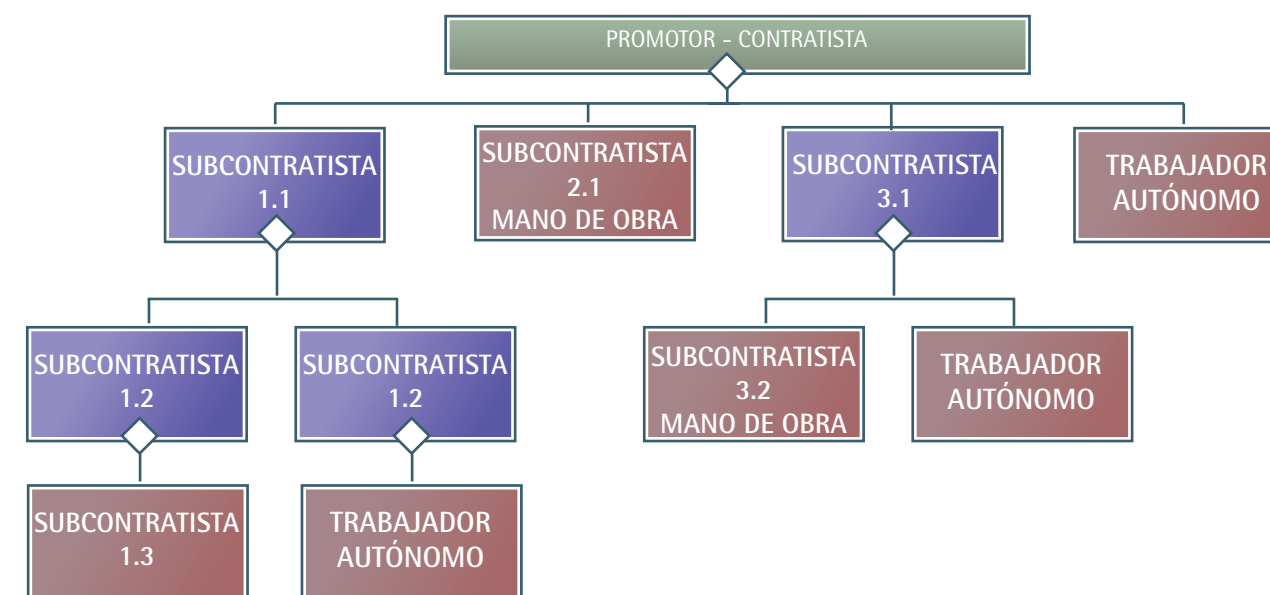 PROMOTOR - CONTRATISTA
SUBCONTRATISTA
1.1
SUBCONTRATISTA
2.1
MANO DE OBRA
SUBCONTRATISTA
3.1
TRABAJADOR
AUTÓNOMO
SUBCONTRATISTA
1.2
SUBCONTRATISTA
1.2
SUBCONTRATISTA
3.2
MANO DE OBRA
TRABAJADOR
AUTÓNOMO
SUBCONTRATISTA
1.3
TRABAJADOR
AUTÓNOMO